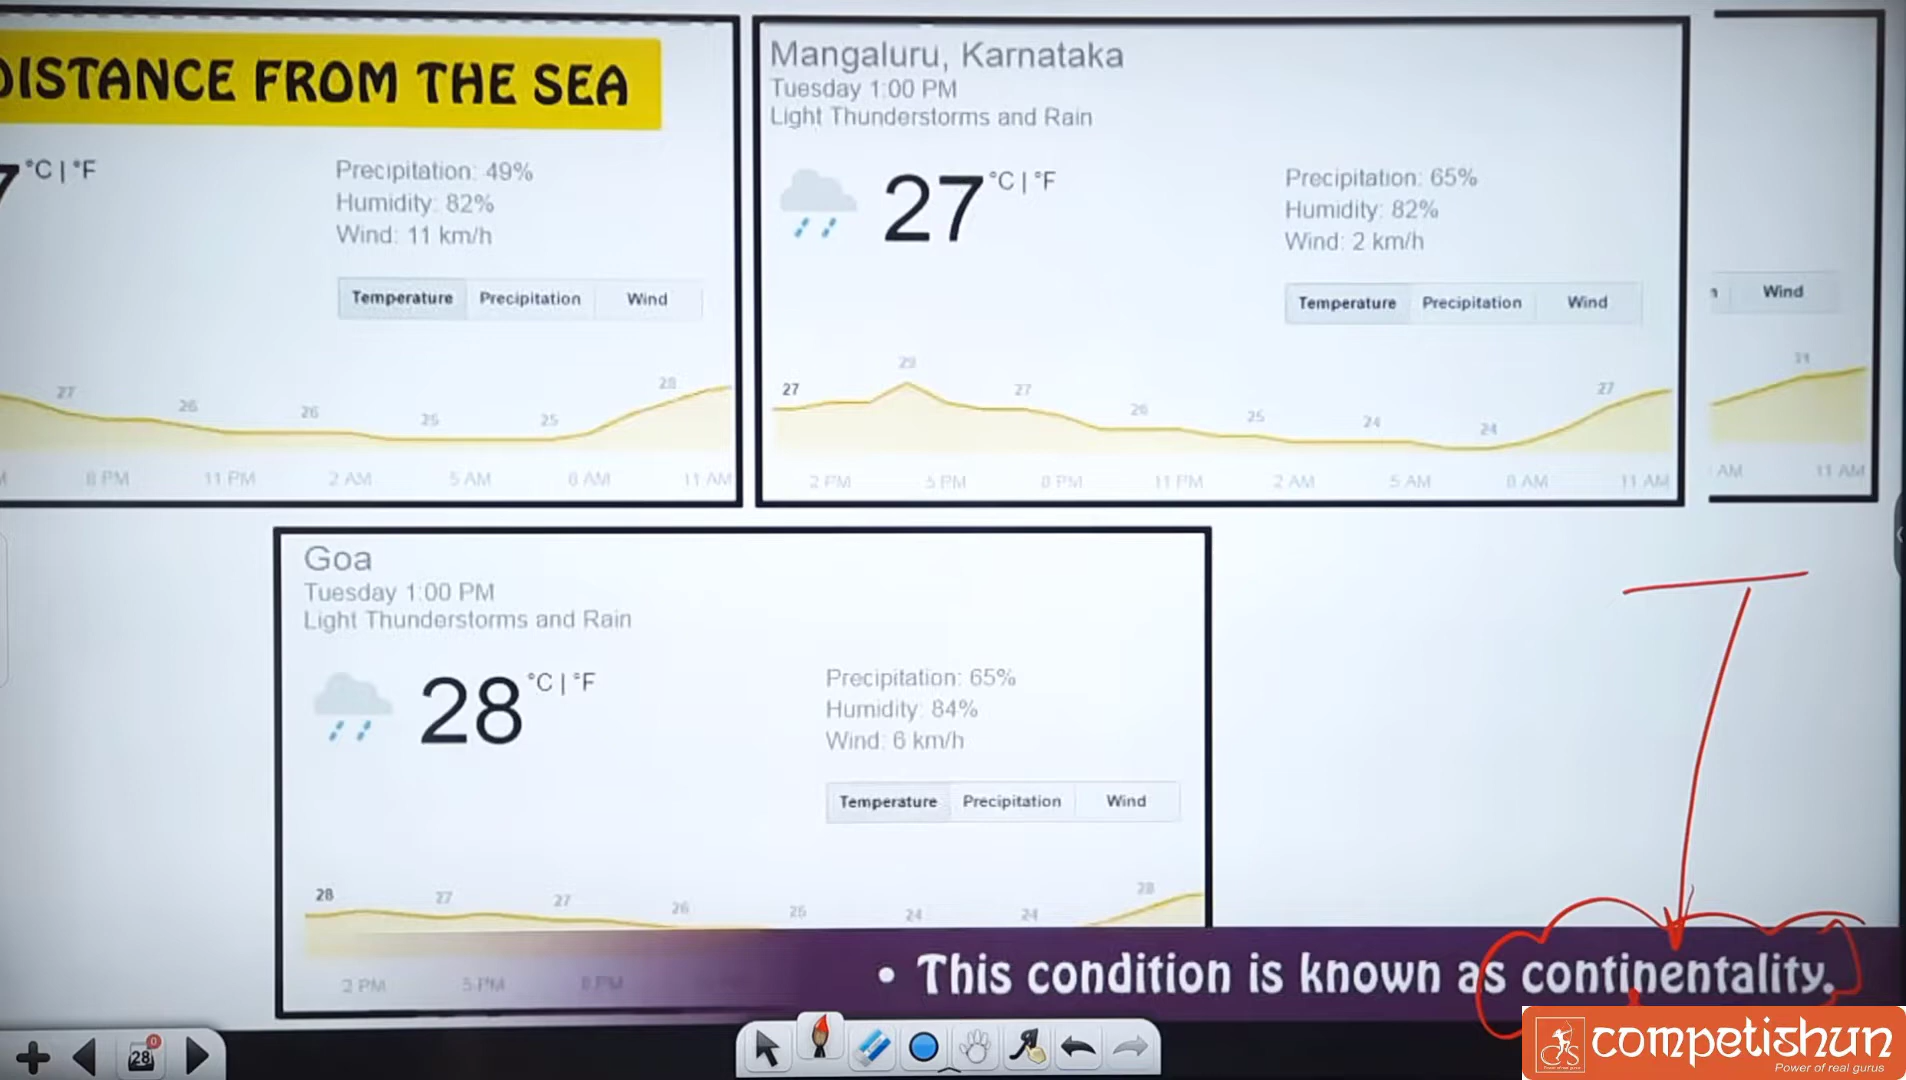 DISTANCE FROM THE SEA
°C | °F
Precipitation: 49%
Humidity: 82%
Wind: 11 km/h
Temperature Precipitation Wind
27 26 26 25 25 28
8 PM 11 PM 2 AM 5 AM 8 AM 11 AM
Mangaluru, Karnataka
Tuesday 1:00 PM
Light Thunderstorms and Rain
27 °C | °F
Precipitation: 65%
Humidity: 82%
Wind: 2 km/h
Temperature Precipitation Wind
27 29 27 26 25 24 24 27
2 PM 5 PM 8 PM 11 PM 2 AM 5 AM 8 AM 11 AM
Wind
31
AM 11 AM
Goa
Tuesday 1:00 PM
Light Thunderstorms and Rain
28 °C | °F
Precipitation: 65%
Humidity: 84%
Wind: 6 km/h
Temperature Precipitation Wind
28 27 27 26 25 24 24 28
2 PM 5 PM 8 PM
• This condition is known as continentality.
28
0
competishun
Power of real gurus